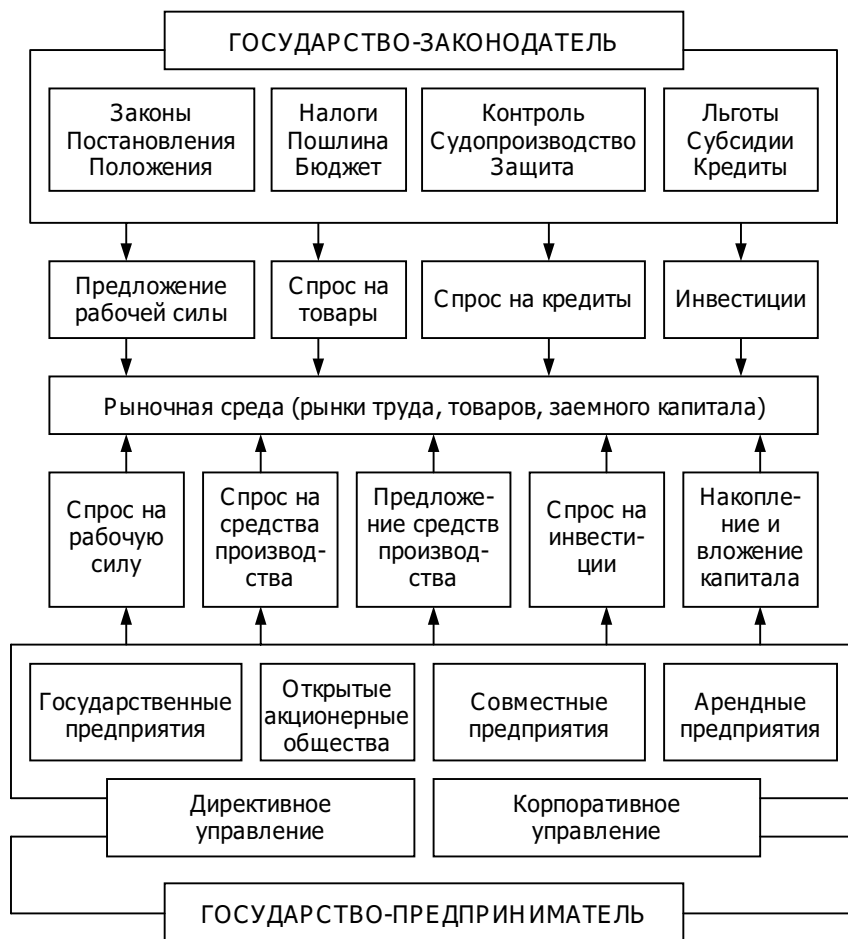 ГОСУДАРСТВО-ЗАКОНОДАТЕЛЬ
Законы
Постановления
Положения
Налоги
Пошлина
Бюджет
Контроль
Судопроизводство
Защита
Льготы
Субсидии
Кредиты
Предложение
рабочей силы
Спрос на
товары
Спрос на кредиты
Инвестиции
Рыночная среда (рынки труда, товаров, заемного капитала)
Спрос на
рабочую
силу
Спрос на
средства
производ-
ства
Предложе-
ние средств
производ-
ства
Спрос на
инвести-
ции
Накопле-
ние и
вложение
капитала
Государственные
предприятия
Открытые
акционерные
общества
Совместные
предприятия
Арендные
предприятия
Директивное
управление
Корпоративное
управление
ГОСУДАРСТВО-ПРЕДПРИНИМАТЕЛЬ